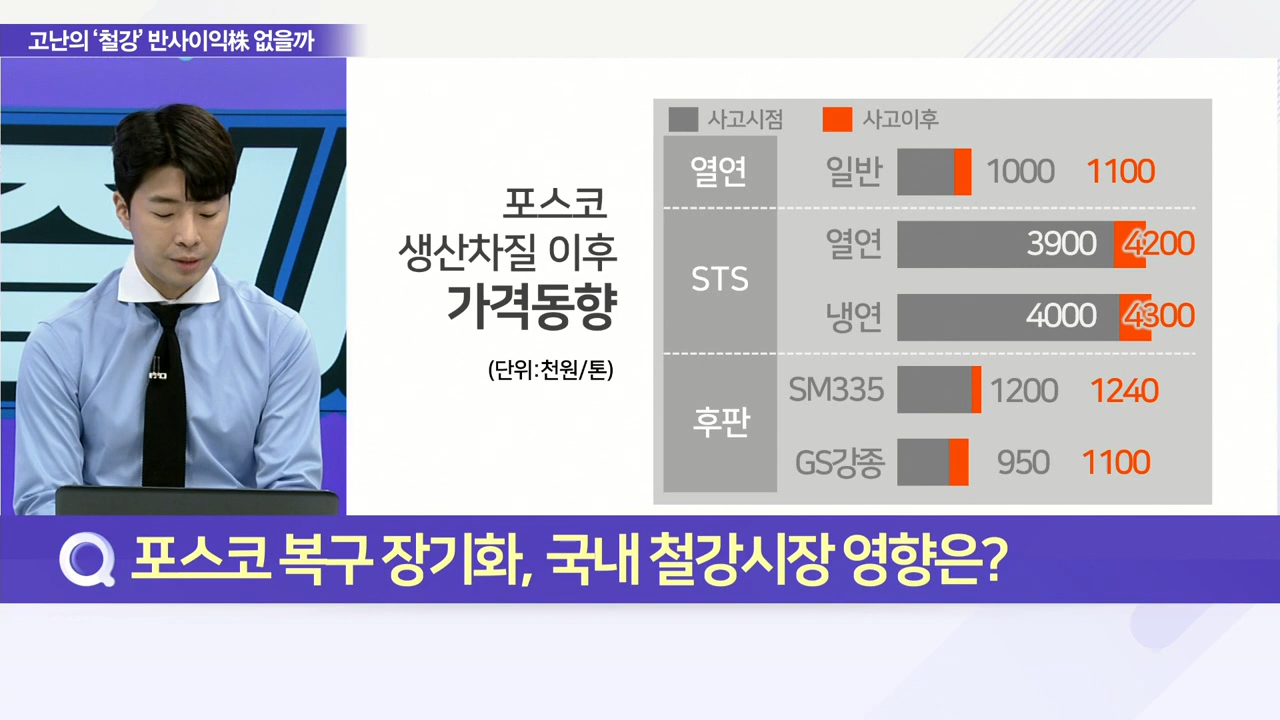 고난의 ‘철강’ 반사이익株 없을까
포스코
생산차질 이후
가격동향
(단위:천원/톤)
사고시점 사고이후
열연 일반 1000 1100
STS
열연 3900 4200
냉연 4000 4300
후판
SM335 1200 1240
GS강종 950 1100
포스코 복구 장기화, 국내 철강시장 영향은?